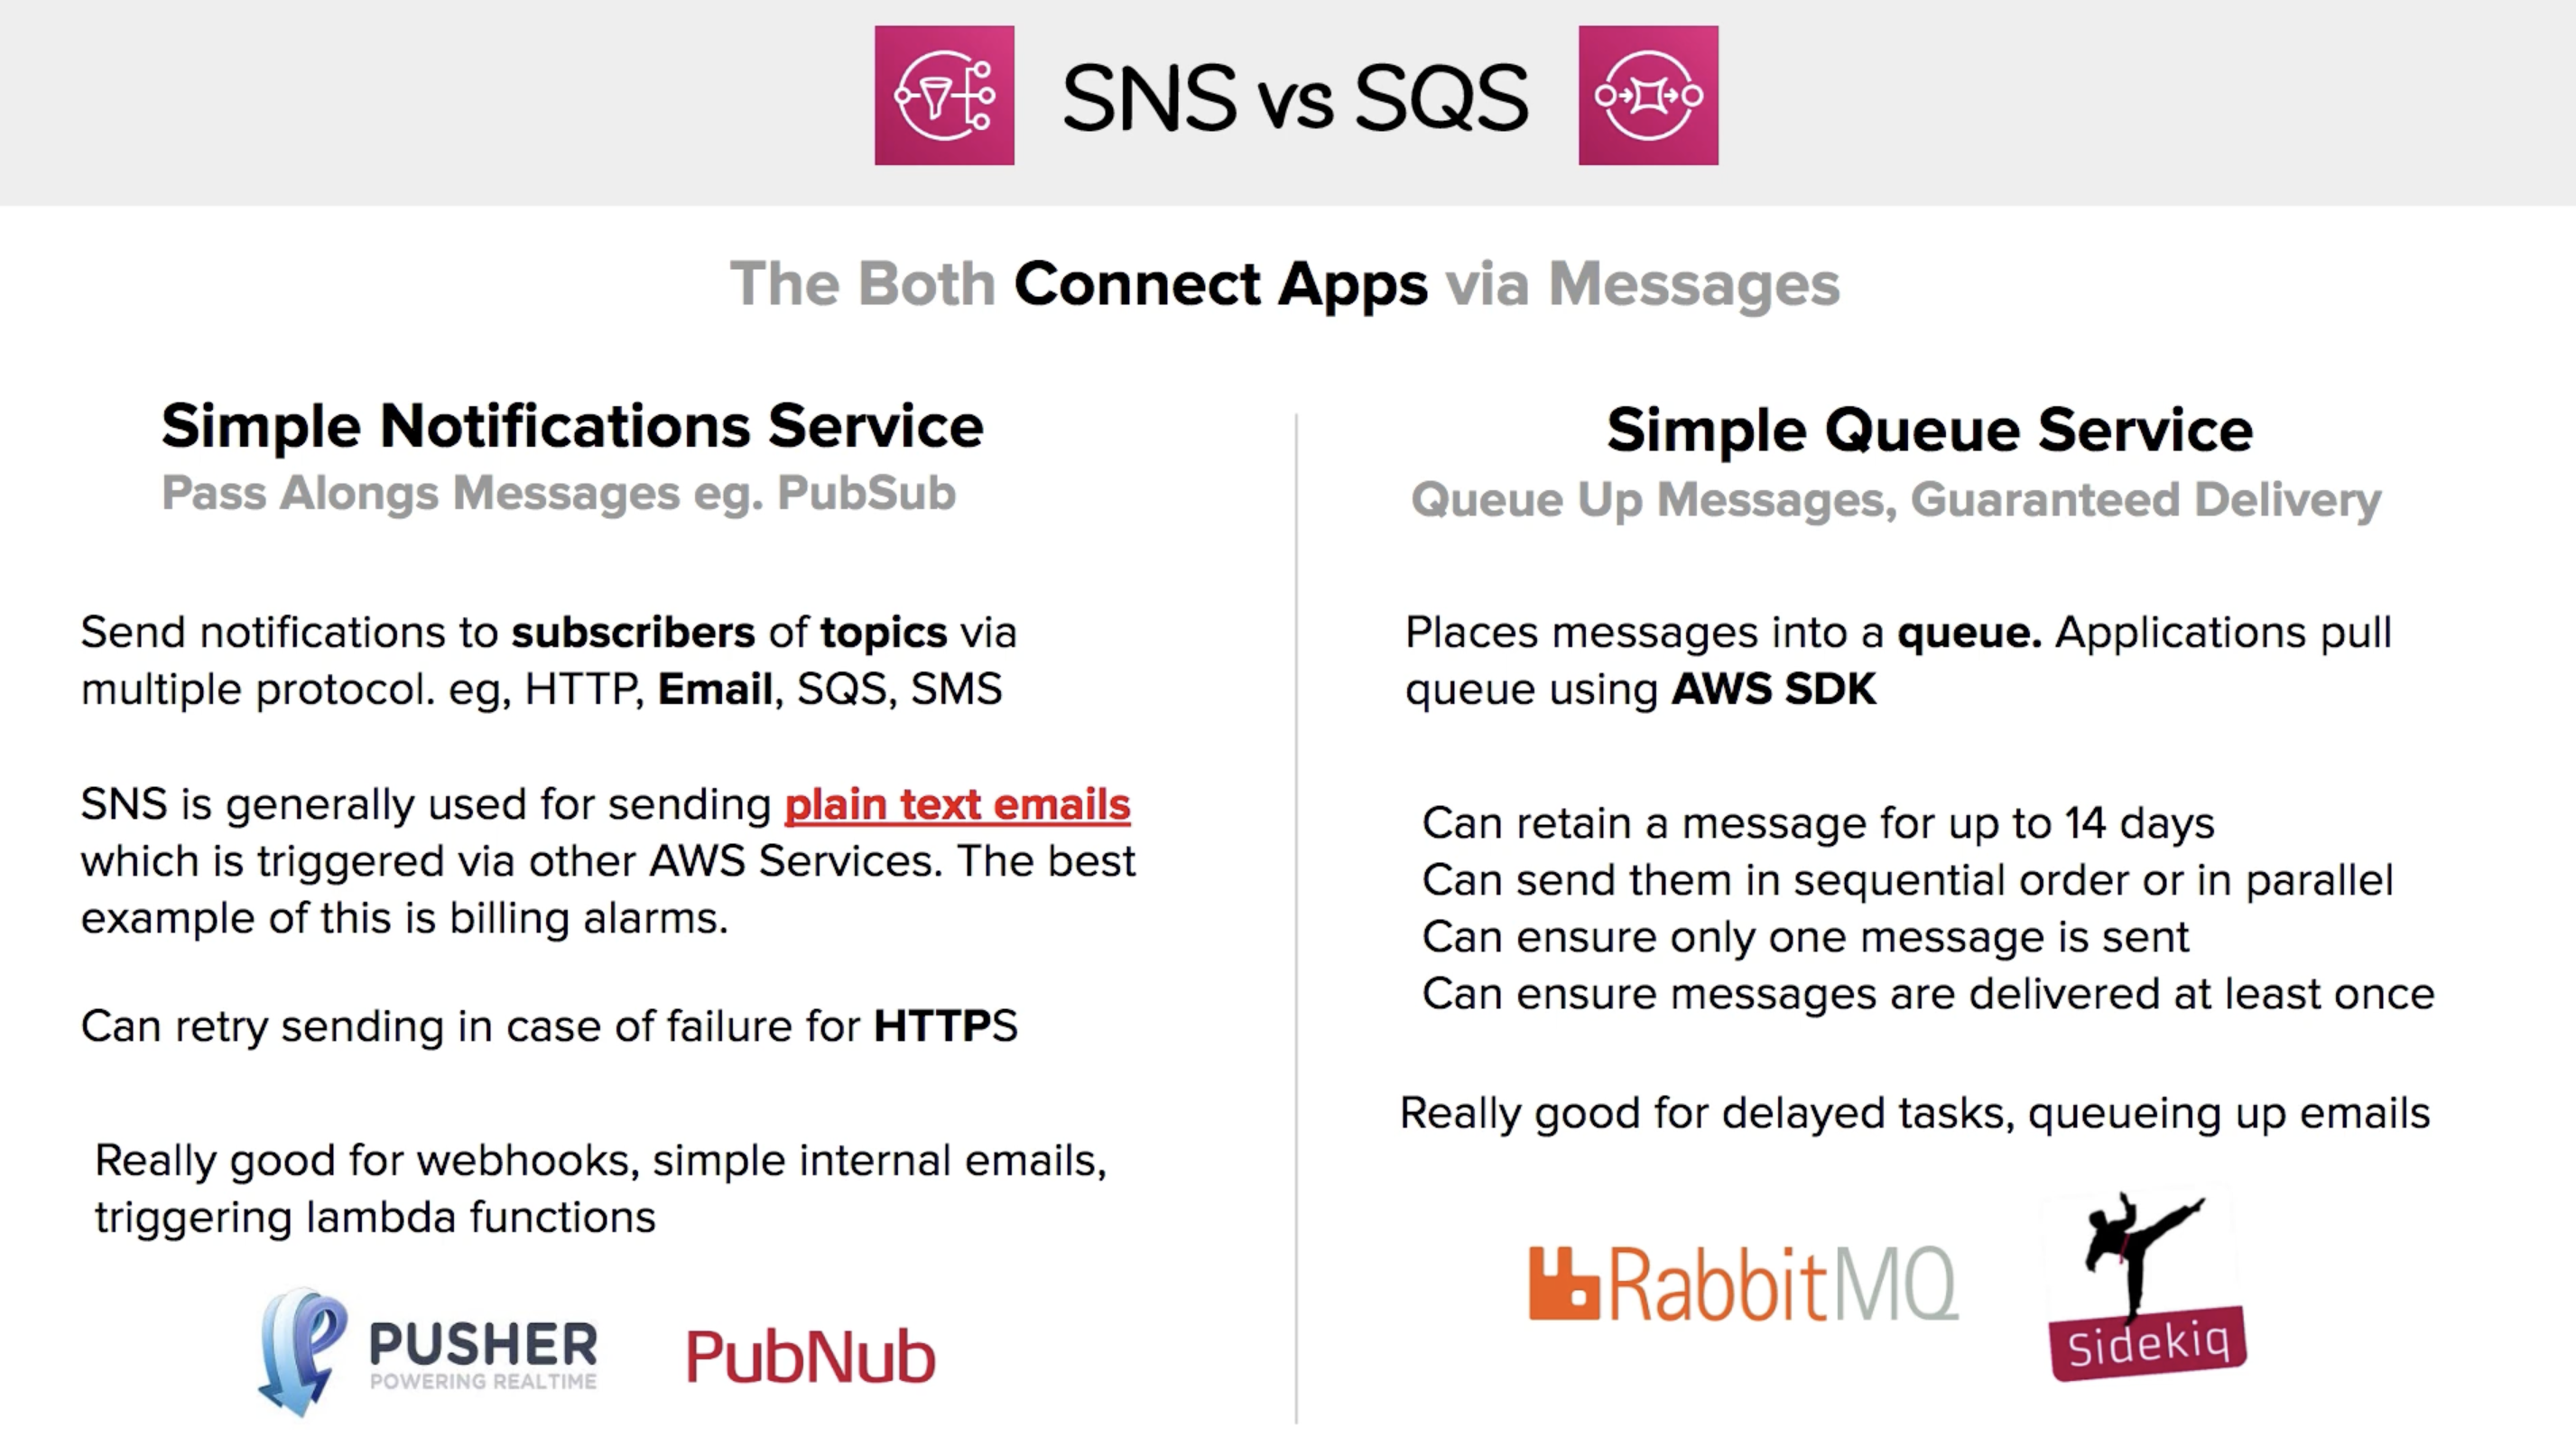 SNS vs SQS
The Both Connect Apps via Messages
Simple Notifications Service
Pass Alongs Messages eg. PubSub
Send notifications to subscribers of topics via
multiple protocol. eg, HTTP, Email, SQS, SMS
SNS is generally used for sending plain text emails
which is triggered via other AWS Services. The best
example of this is billing alarms.
Can retry sending in case of failure for HTTPS
Really good for webhooks, simple internal emails,
triggering lambda functions
PUSHER
POWERING REALTIME
PubNub
Simple Queue Service
Queue Up Messages, Guaranteed Delivery
Places messages into a queue. Applications pull
queue using AWS SDK
Can retain a message for up to 14 days
Can send them in sequential order or in parallel
Can ensure only one message is sent
Can ensure messages are delivered at least once
Really good for delayed tasks, queueing up emails
RabbitMQ
Sidekiq